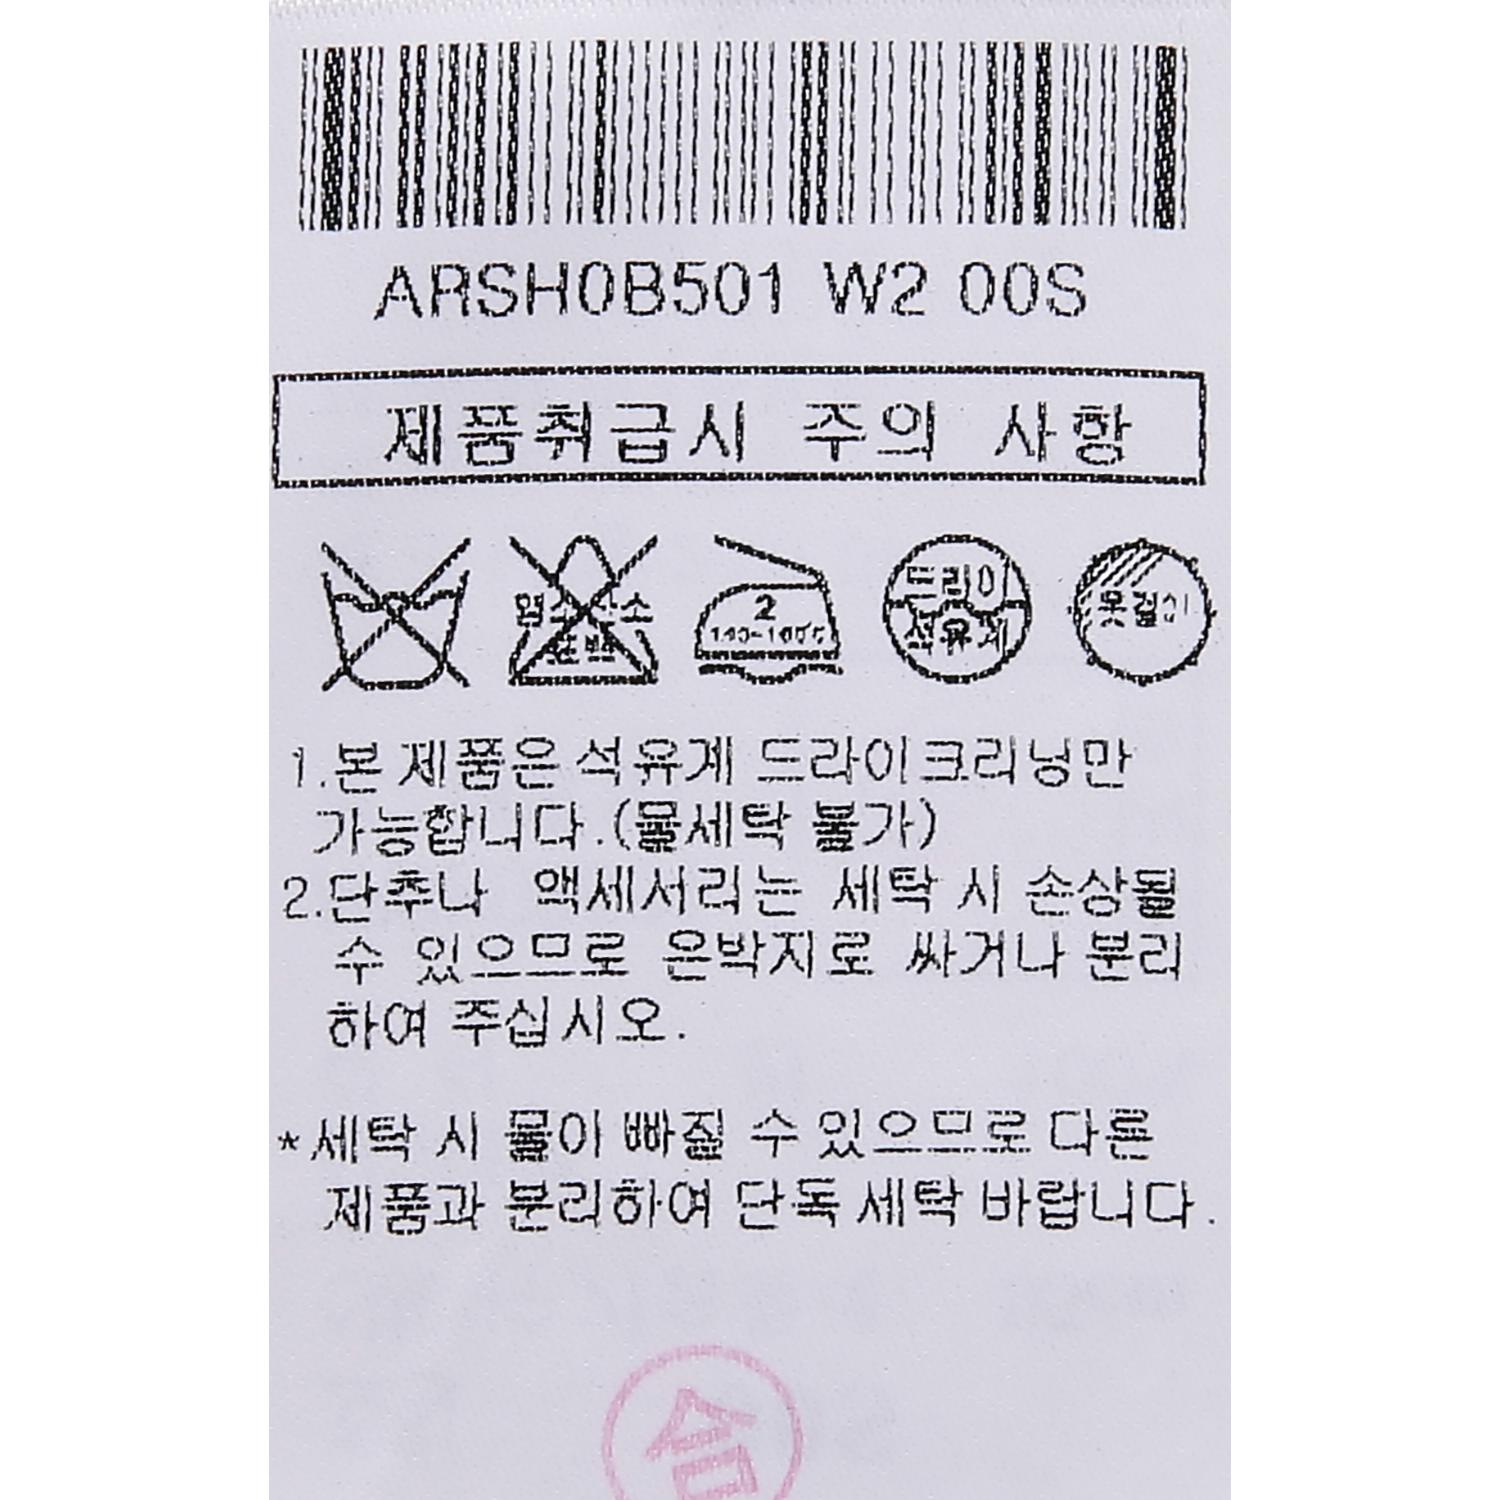 ARSH0B501 W2 00S
제품취급시 주의 사항
염소산소
표백
2
140-160℃
드라이
석유계
옷걸이
1.본 제품은 석유계 드라이크리닝만
가능합니다.(물세탁 불가)
2.단추나 액세서리는 세탁 시 손상될
수 있으므로 은박지로 싸거나 분리
하여 주십시오.
*세탁 시 물이 빠질 수 있으므로 다른
제품과 분리하여 단독 세탁 바랍니다.
合